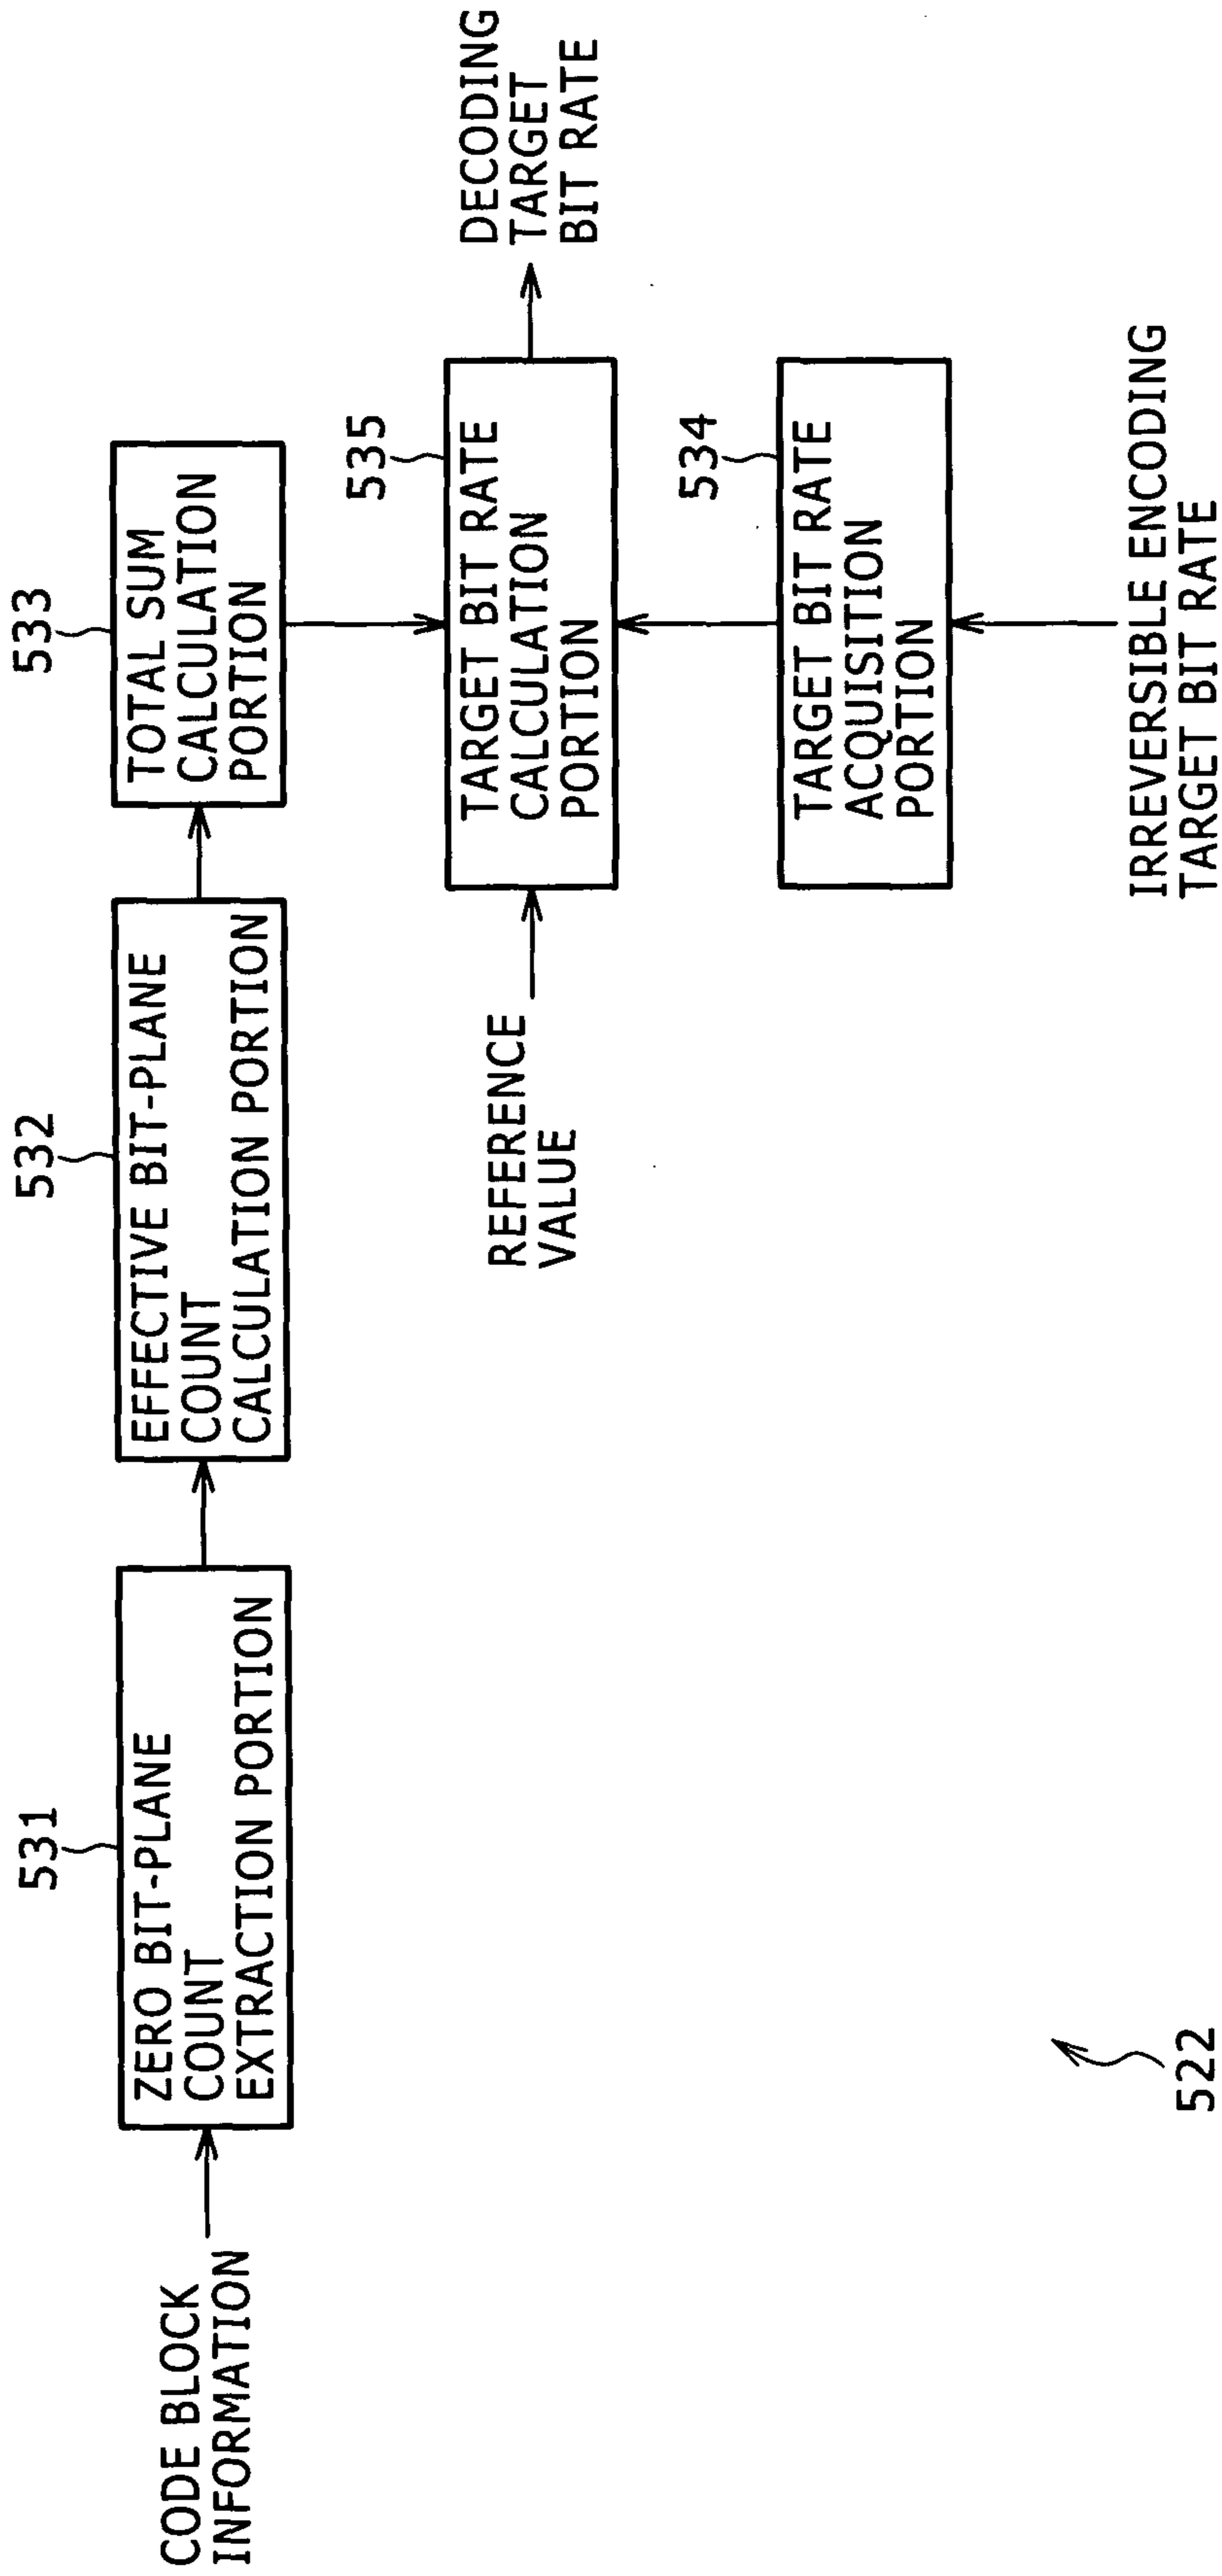 531
532
533
CODE BLOCK
INFORMATION
ZERO BIT-PLANE
COUNT
EXTRACTION PORTION
EFFECTIVE BIT-PLANE
COUNT
CALCULATION PORTION
TOTAL SUM
CALCULATION
PORTION
535
REFERENCE
VALUE
TARGET BIT RATE
CALCULATION
PORTION
DECODING
TARGET
BIT RATE
534
TARGET BIT RATE
ACQUISITION
PORTION
IRREVERSIBLE ENCODING
TARGET BIT RATE
522